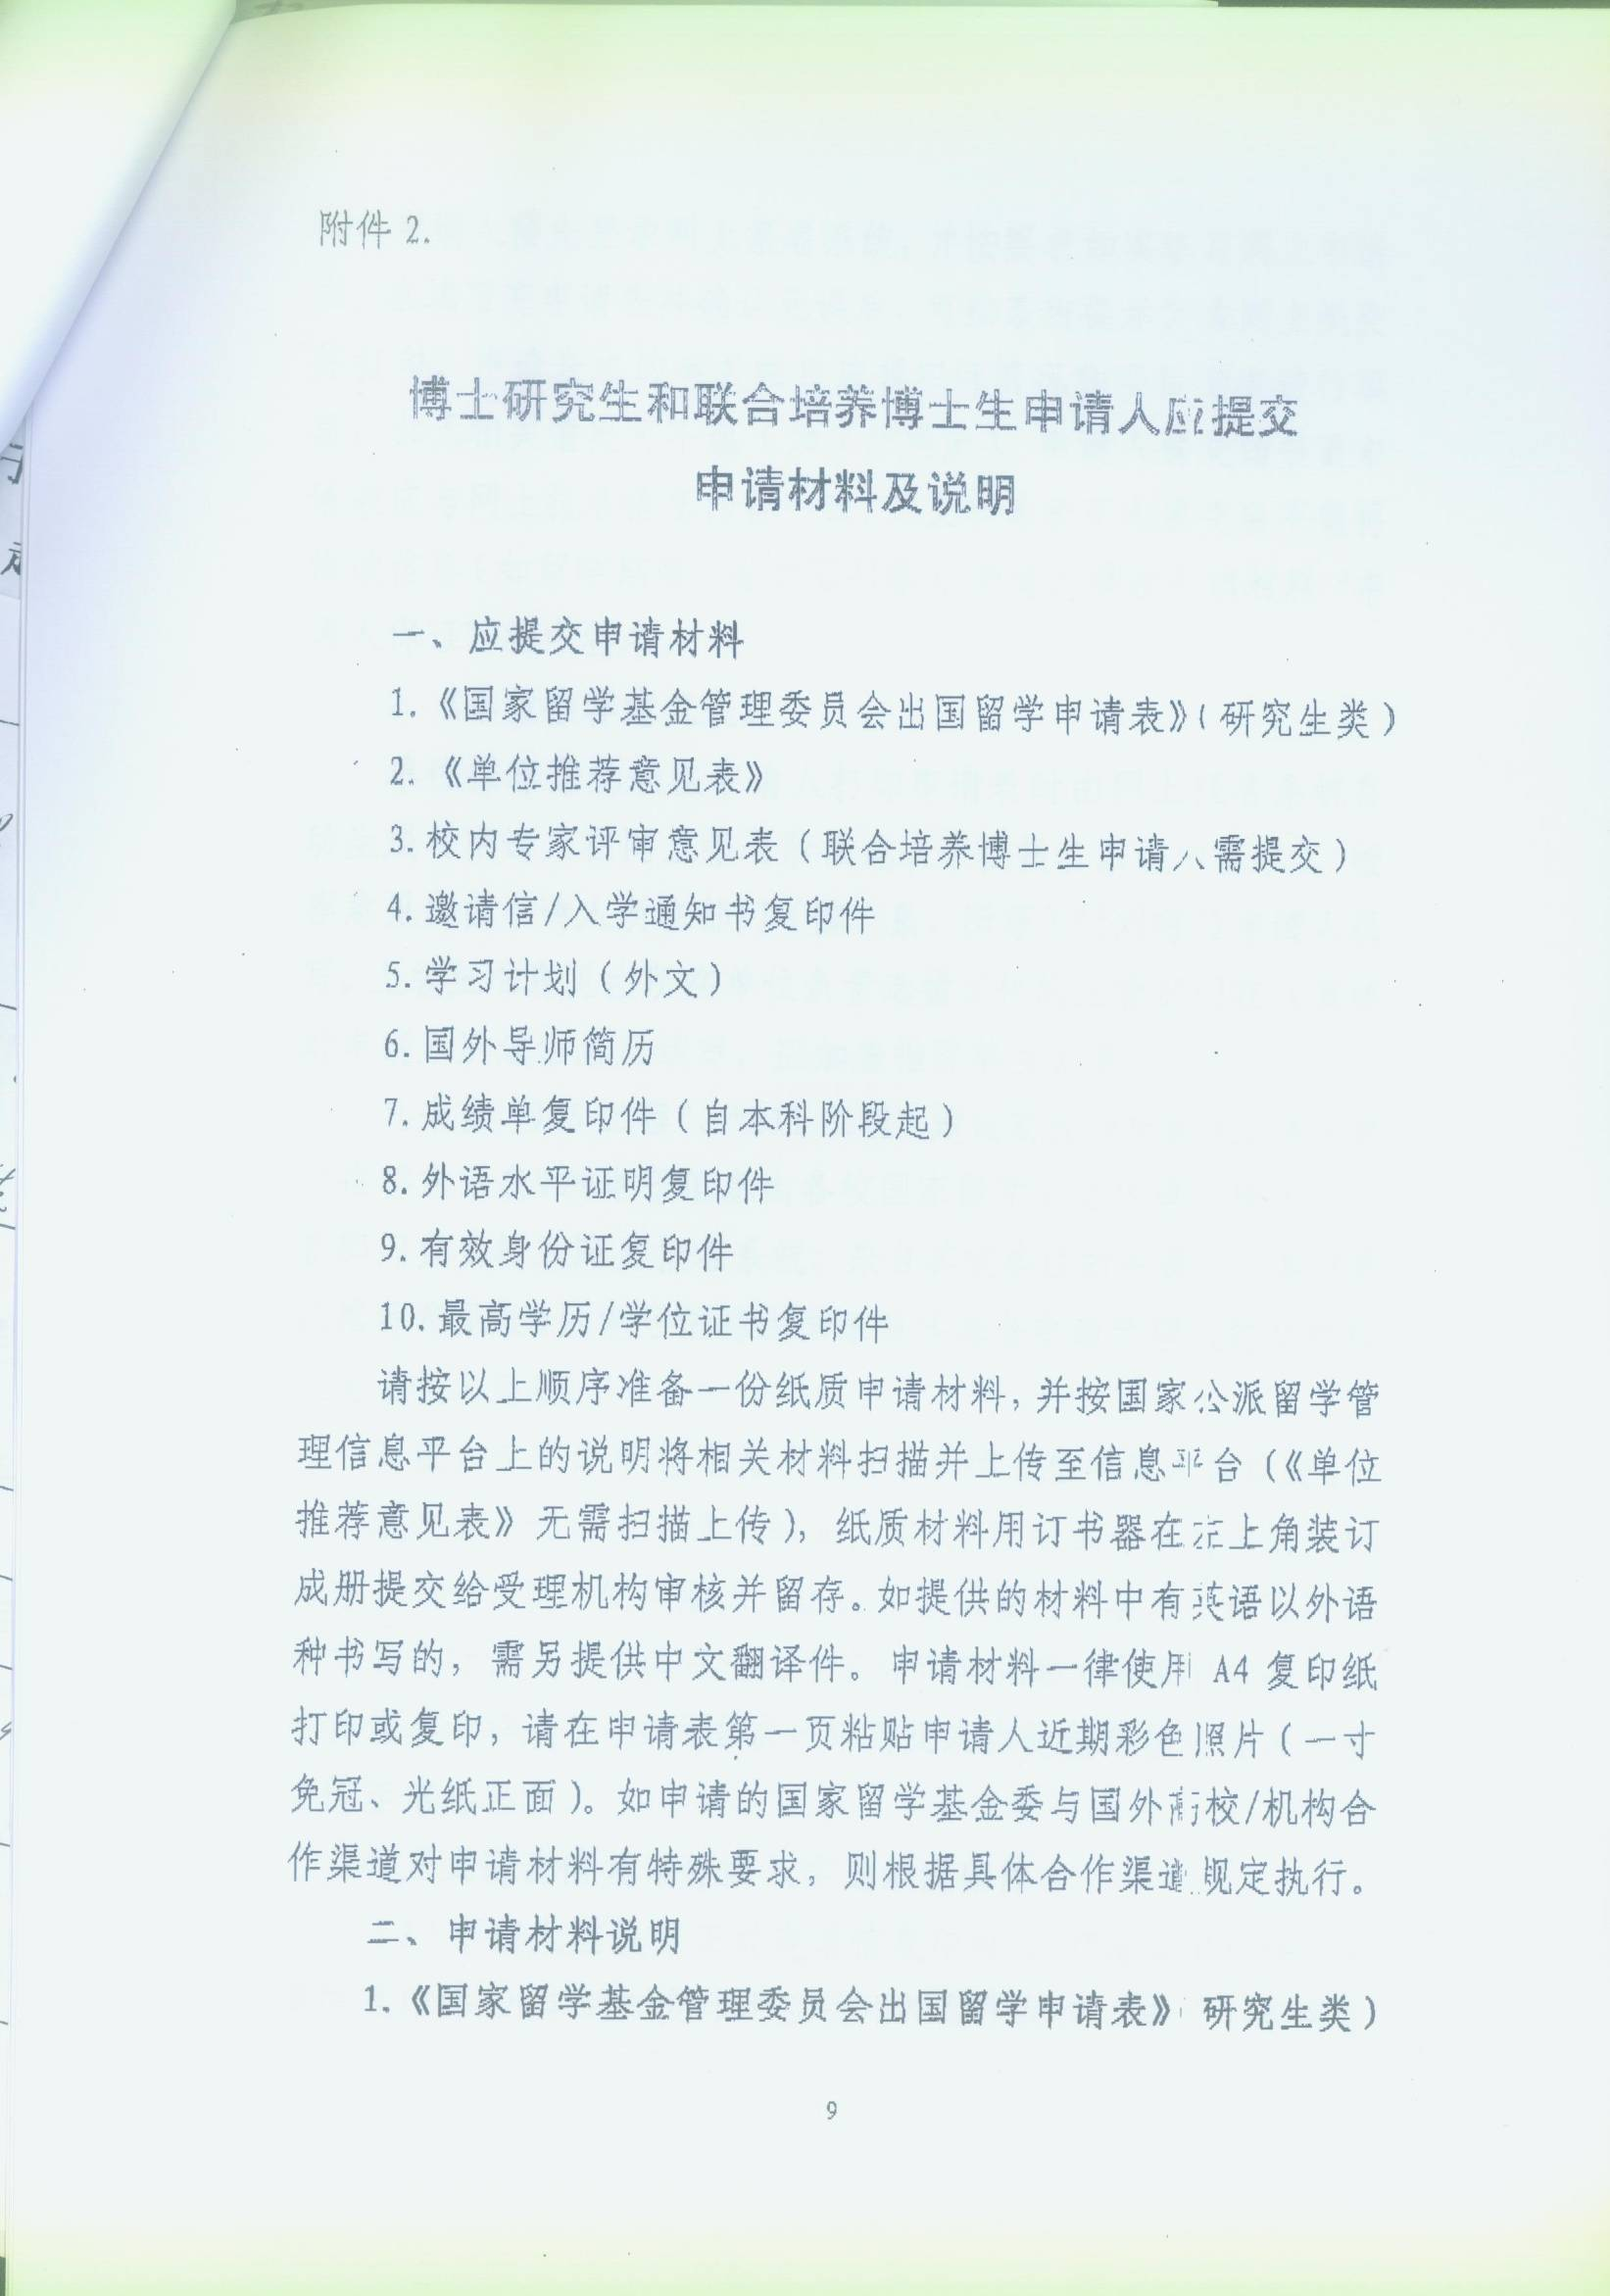 附件 2.
博士研究生和联合培养博士生申请人应提交
申请材料及说明
一、应提交申请材料
1.《国家留学基金管理委员会出国留学申请表》（研究生类）
2.《单位推荐意见表》
3.校内专家评审意见表（联合培养博士生申请人需提交）
4.邀请信/入学通知书复印件
5.学习计划（外文）
6.国外导师简历
7.成绩单复印件（自本科阶段起）
8.外语水平证明复印件
9.有效身份证复印件
10.最高学历/学位证书复印件
请按以上顺序准备一份纸质申请材料，并按国家公派留学管
理信息平台上的说明将相关材料扫描并上传至信息平台（《单位
推荐意见表》无需扫描上传），纸质材料用订书器在左上角装订
成册提交给受理机构审核并留存。如提供的材料中有英语以外语
种书写的，需另提供中文翻译件。申请材料一律使用 A4 复印纸
打印或复印，请在申请表第一页粘贴申请人近期彩色照片（一寸
免冠、光纸正面）。如申请的国家留学基金委与国外高校/机构合
作渠道对申请材料有特殊要求，则根据具体合作渠道规定执行。
二、申请材料说明
1.《国家留学基金管理委员会出国留学申请表》（研究生类）
9